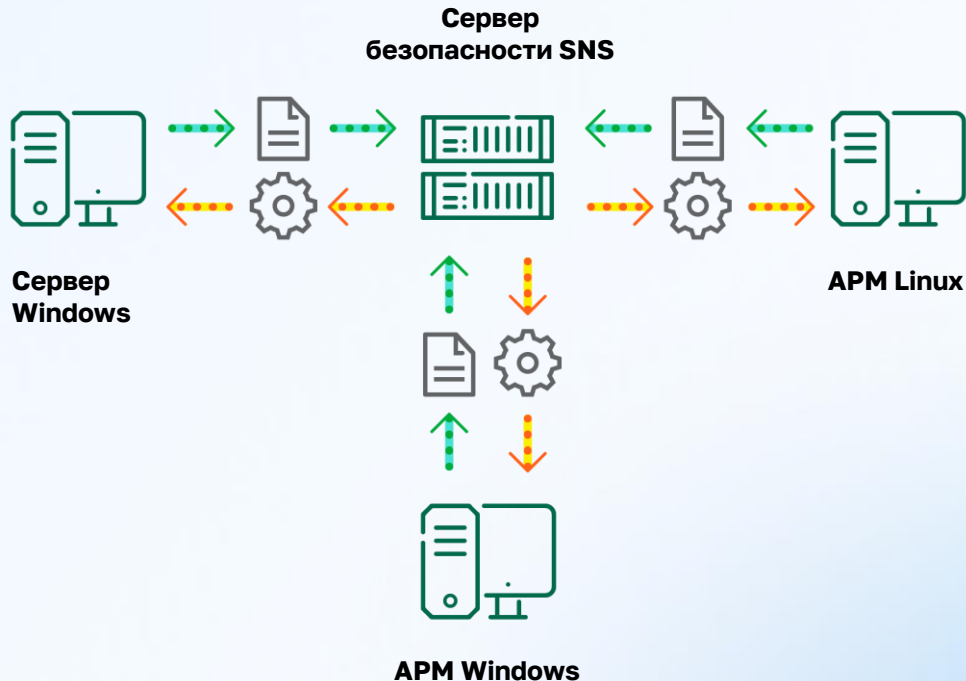 Сервер
безопасности SNS
Сервер
Windows
АРМ Linux
АРМ Windows